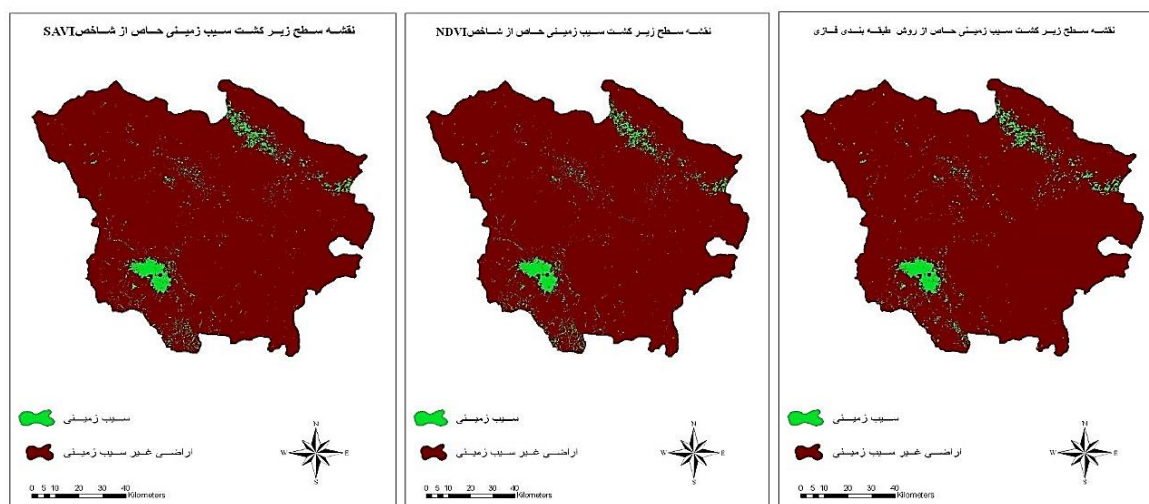 نقشه سطح زیر کشت سیب زمینی حاص از شاخص SAVI
سیب زمینی
اراضی غیر سیب زمینی
N
W
E
S
0 5 10 20 30 40
Kilometers
نقشه سطح زیر کشت سیب زمینی حاص از شاخص NDVI
سیب زمینی
اراضی غیر سیب زمینی
N
W
E
S
0 5 10 20 30 40
Kilometers
نقشه سطح زیر کشت سیب زمینی حاص از روش طبقه بندی فازی
سیب زمینی
اراضی غیر سیب زمینی
N
W
E
S
0 5 10 20 30 40
Kilometers